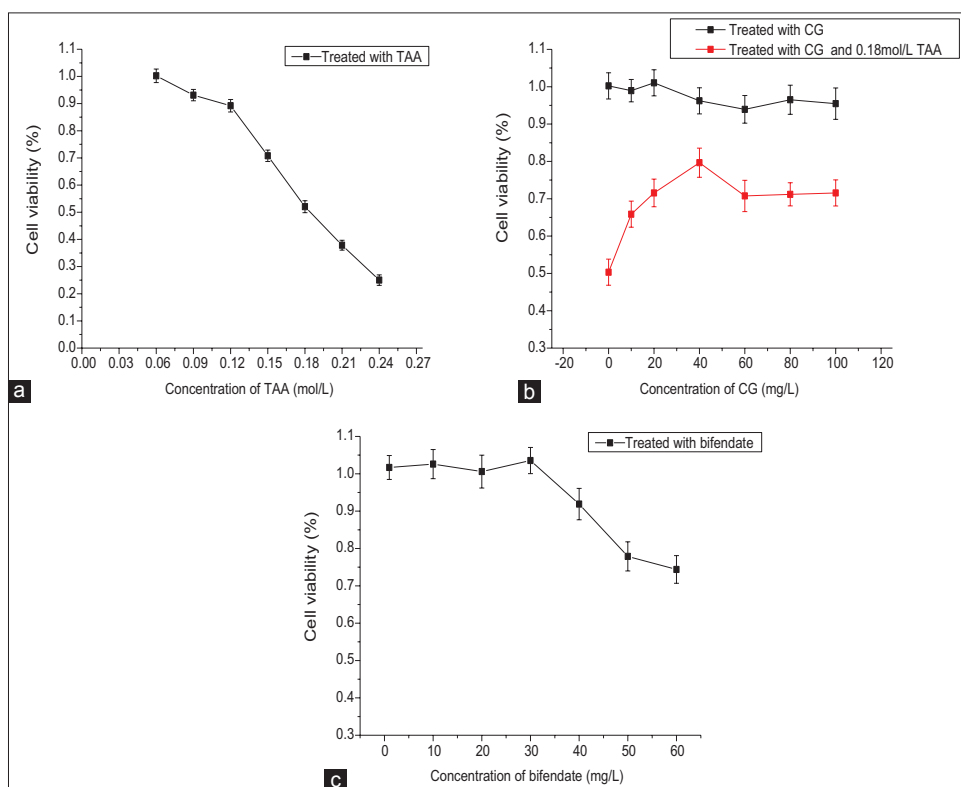 Treated with TAA
1.1
1.0
0.9
0.8
0.7
0.6
0.5
0.4
0.3
0.2
0.1
0.0
Cell viability (%)
0.00 0.03 0.06 0.09 0.12 0.15 0.18 0.21 0.24 0.27
Concentration of TAA (mol/L)
a
Treated with CG
Treated with CG and 0.18mol/L TAA
1.1
1.0
0.9
0.8
0.7
0.6
0.5
0.4
0.3
Cell viability (%)
-20 0 20 40 60 80 100 120
Concentration of CG (mg/L)
b
Treated with bifendate
1.1
1.0
0.9
0.8
0.7
0.6
0.5
0.4
0.3
Cell viability (%)
0 10 20 30 40 50 60
Concentration of bifendate (mg/L)
c